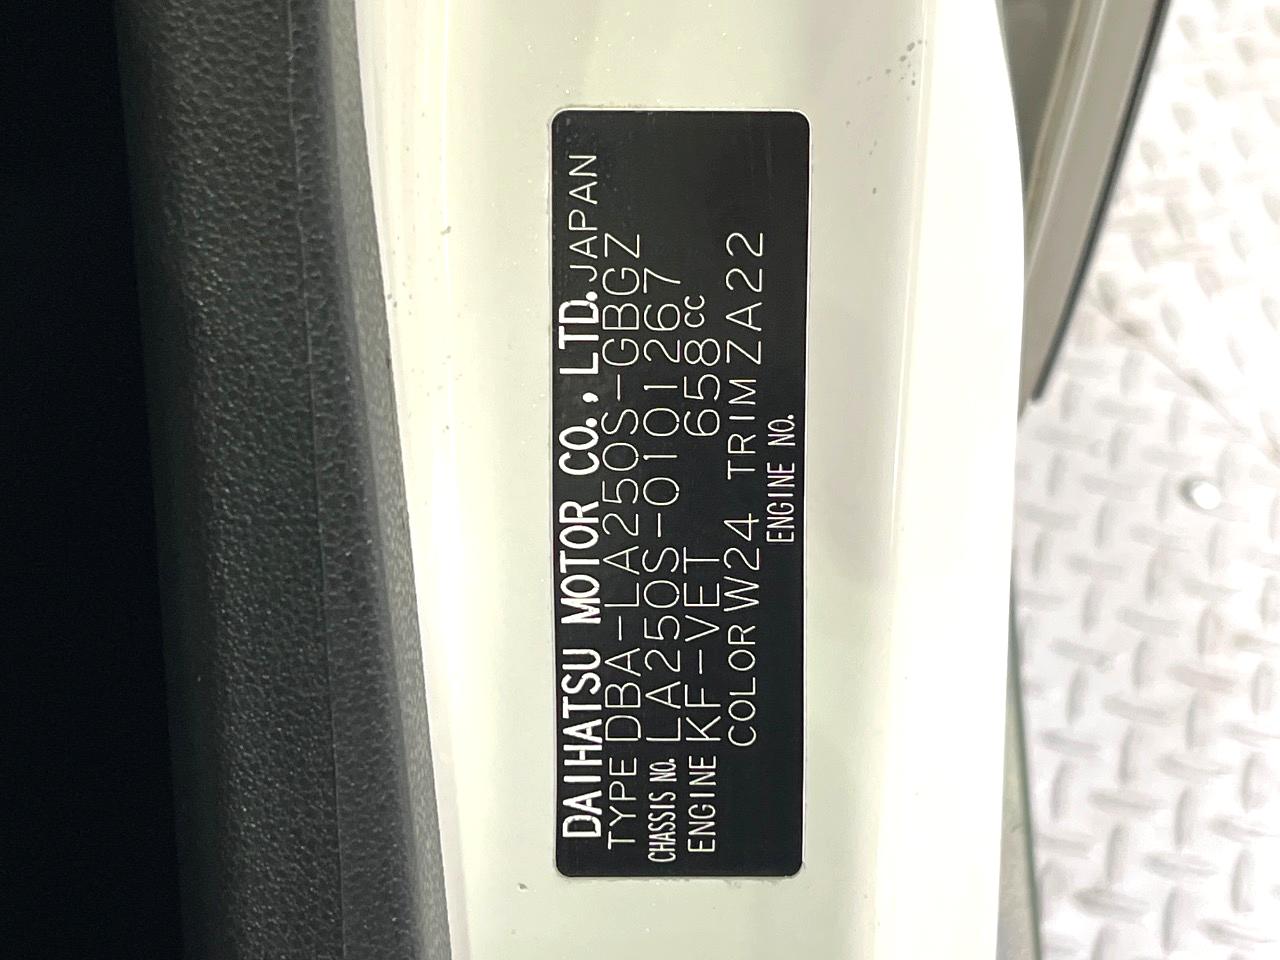 DAIHATSU MOTOR CO., LTD. JAPAN
TYPE DBA-LA250S-GBGZ
CHASSIS NO. LA250S-0101267
ENGINE KF-VET 658cc
COLOR W24 TRIM ZA22
ENGINE NO.